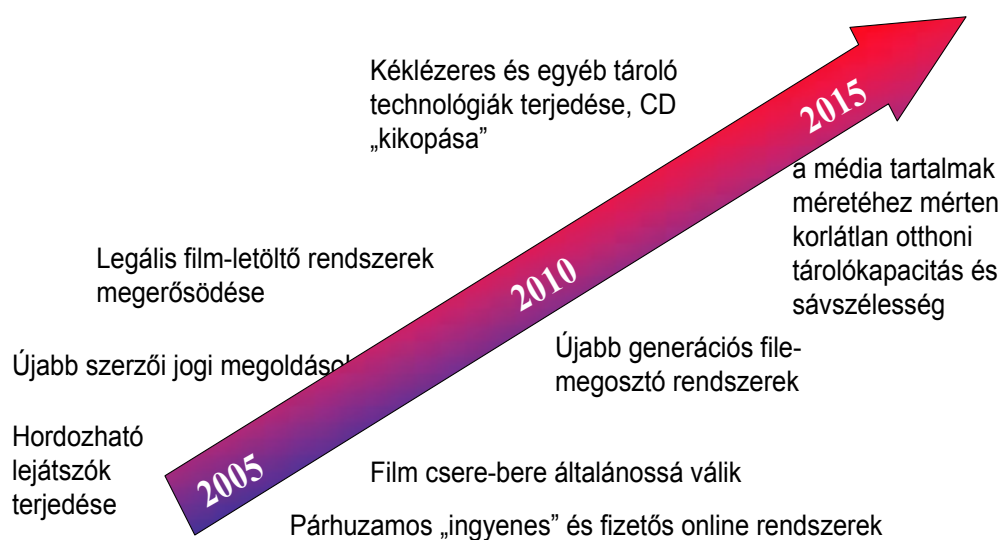 Kéklézeres és egyéb tároló
technológiák terjedése, CD
„kikopása”
2015
a média tartalmak
méretéhez mérten
korlátlan otthoni
tárolókapacitás és
sávszélesség
Legális film-letöltő rendszerek
megerősödése
2010
Újabb generációs file-
megosztó rendszerek
Újabb szerzői jogi megoldások
Hordozható
lejátszók
terjedése
2005
Film csere-bere általánossá válik
Párhuzamos „ingyenes” és fizetős online rendszerek